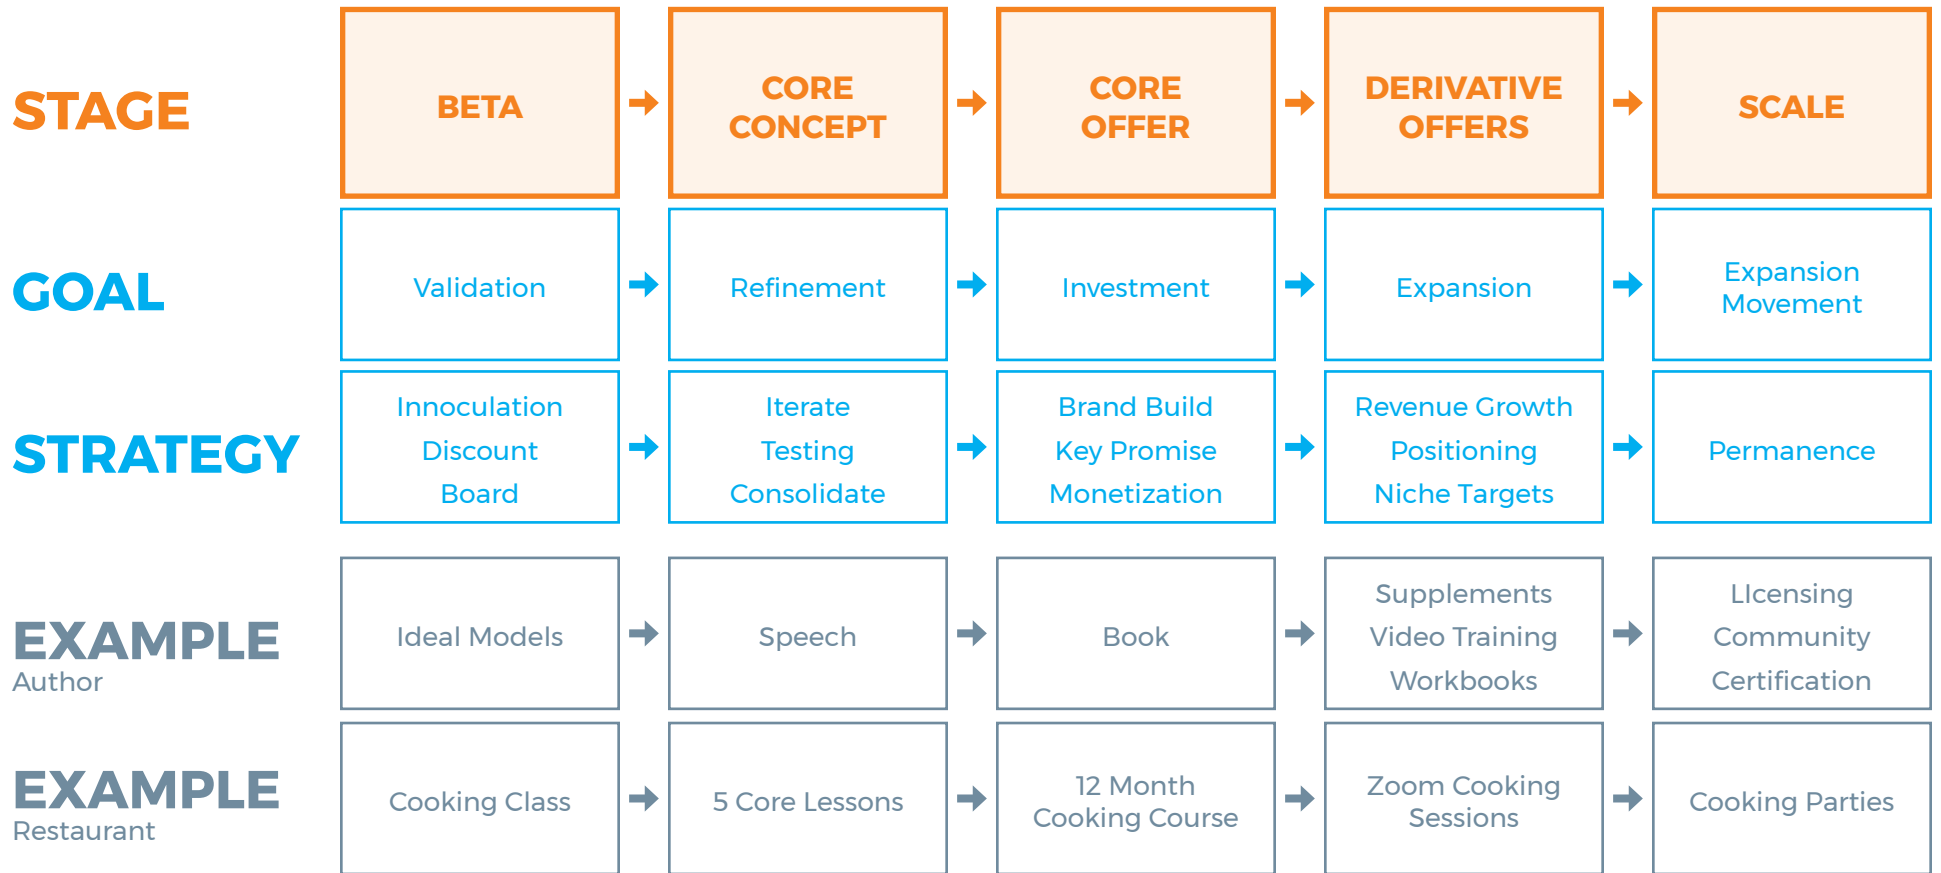 STAGE
BETA
CORE
CONCEPT
CORE
OFFER
DERIVATIVE
OFFERS
SCALE
GOAL
Validation
Refinement
Investment
Expansion
Expansion
Movement
STRATEGY
Innoculation
Discount
Board
Iterate
Testing
Consolidate
Brand Build
Key Promise
Monetization
Revenue Growth
Positioning
Niche Targets
Permanence
EXAMPLE
Author
Ideal Models
Speech
Book
Supplements
Video Training
Workbooks
LIcensing
Community
Certification
EXAMPLE
Restaurant
Cooking Class
5 Core Lessons
12 Month
Cooking Course
Zoom Cooking
Sessions
Cooking Parties